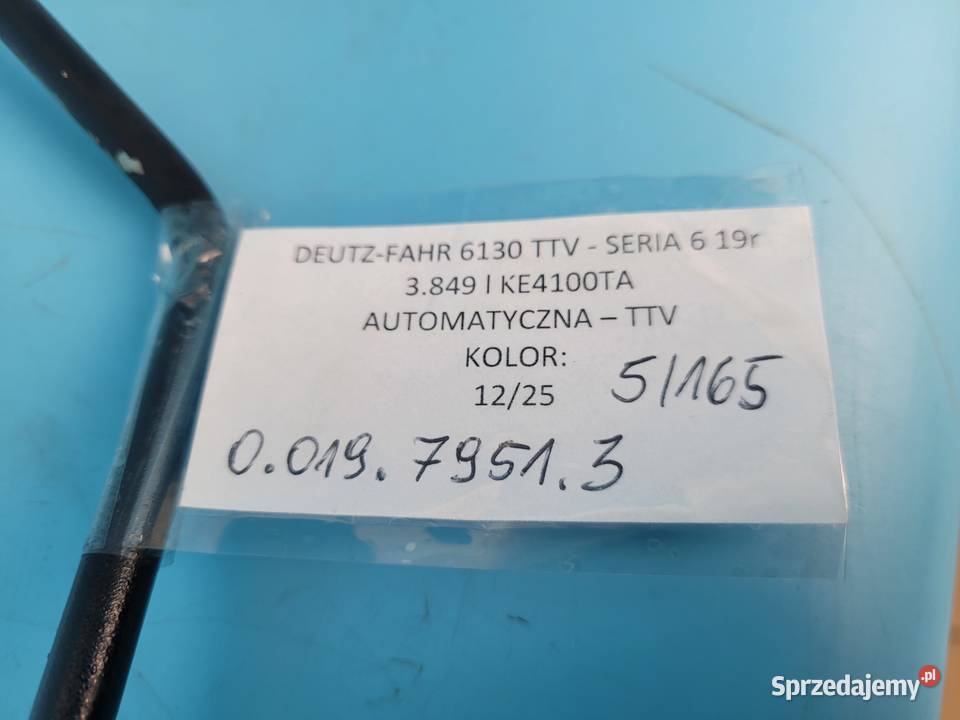 DEUTZ-FAHR 6130 TTV - SERIA 6 19r
3.849 l KE4100TA
AUTOMATYCZNA – TTV
KOLOR:
12/25 5/165
0.019.7951.3
Sprzedajemy.pl